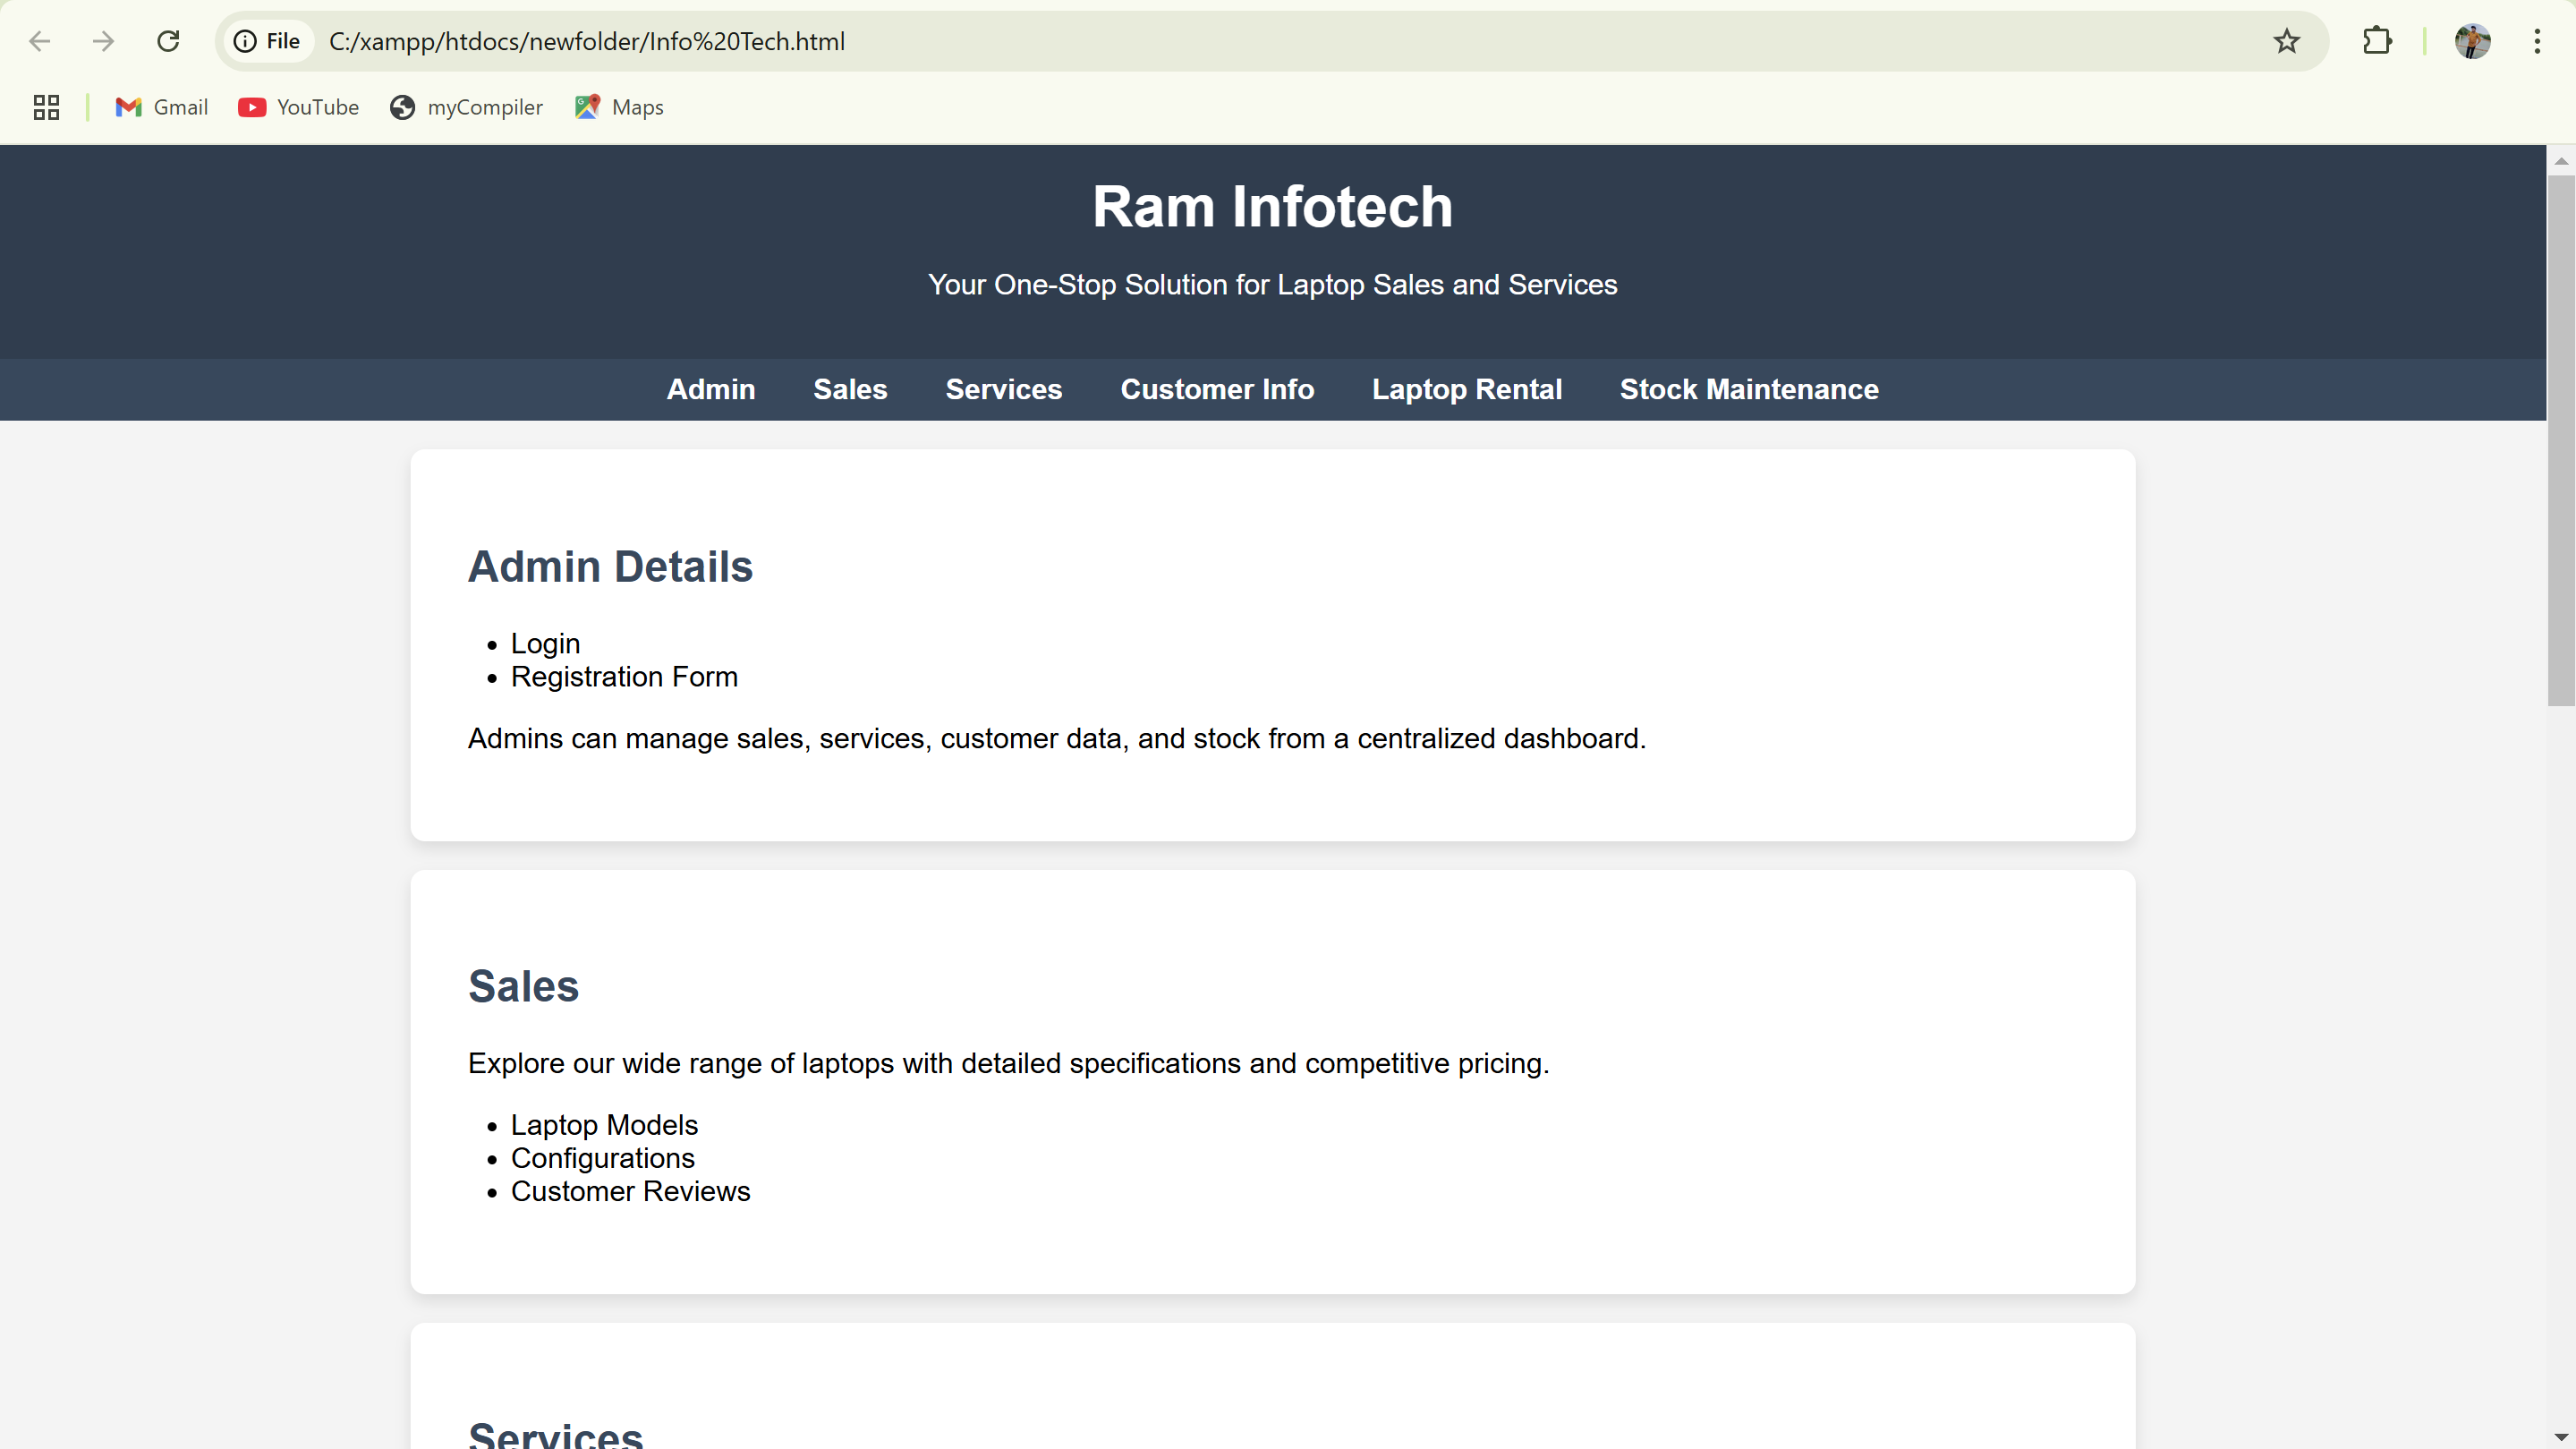 File C:/xampp/htdocs/newfolder/Info%20Tech.html
Gmail YouTube myCompiler Maps
Ram Infotech
Your One-Stop Solution for Laptop Sales and Services
Admin Sales Services Customer Info Laptop Rental Stock Maintenance
Admin Details
• Login
• Registration Form
Admins can manage sales, services, customer data, and stock from a centralized dashboard.
Sales
Explore our wide range of laptops with detailed specifications and competitive pricing.
• Laptop Models
• Configurations
• Customer Reviews
Services